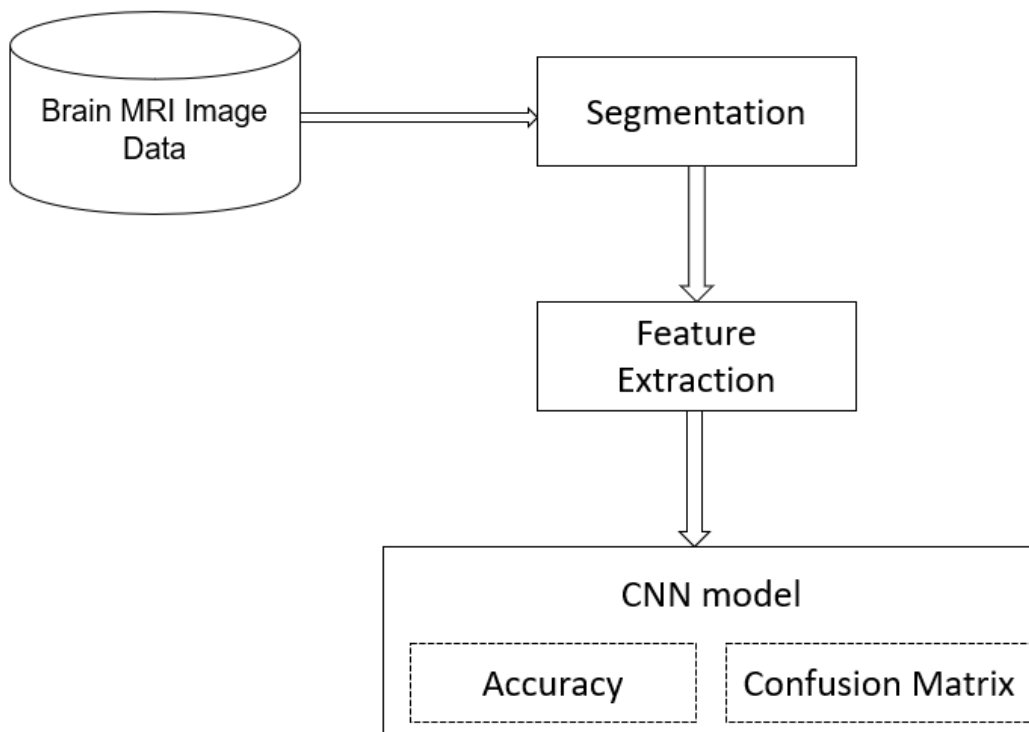 Brain MRI Image
Data
Segmentation
Feature
Extraction
CNN model
Accuracy
Confusion Matrix